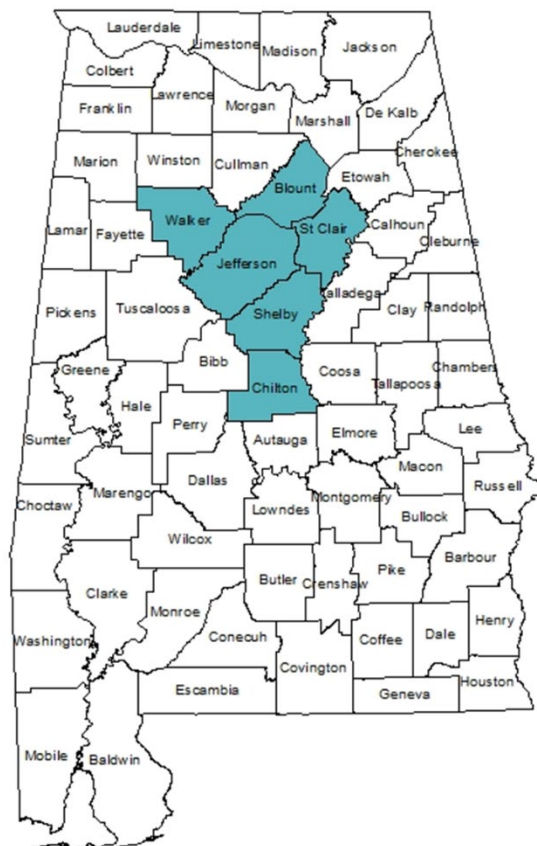 Lauderdale
Limestone
Madison
Jackson
Colbert
Lawrence
Franklin
Morgan
Marshall
De Kalb
Cherokee
Marion
Winston
Cullman
Blount
Etowah
Walker
St Clair
Calhoun
Cleburne
Lamar
Fayette
Jefferson
Talladega
Pickens
Tuscaloosa
Shelby
Clay
Randolph
Bibb
Greene
Hale
Chilton
Coosa
Tallapoosa
Chambers
Perry
Sumter
Autauga
Elmore
Lee
Macon
Dallas
Marengo
Choctaw
Lowndes
Montgomery
Russell
Bullock
Wilcox
Barbour
Clarke
Butler
Crenshaw
Pike
Monroe
Washington
Conecuh
Coffee
Dale
Henry
Covington
Escambia
Geneva
Houston
Mobile
Baldwin